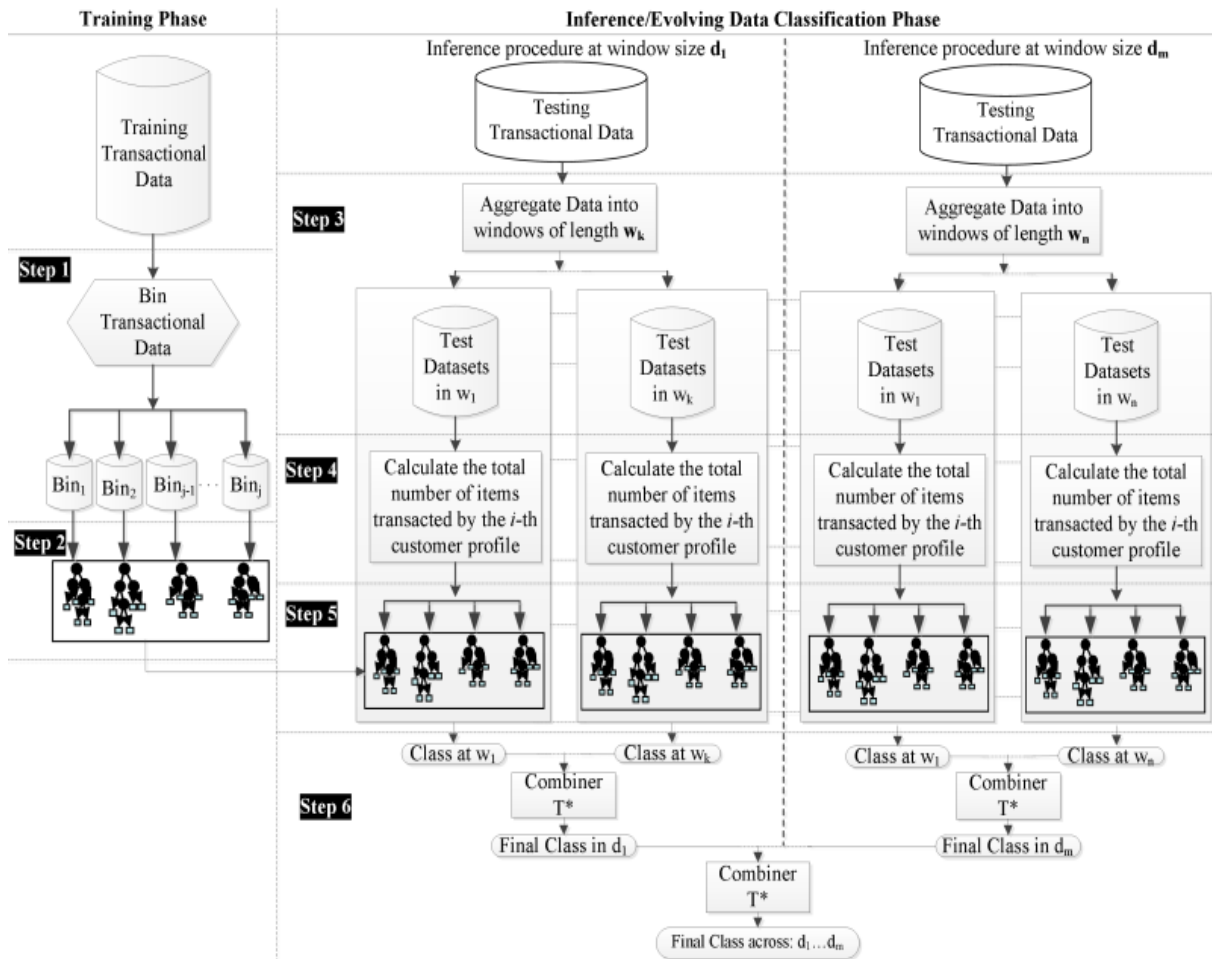 Training Phase
Inference/Evolving Data Classification Phase
Training
Transactional
Data
Step 1
Bin
Transactional
Data
Bin1 Bin2 Binj-1 ... Binj
Step 2
Inference procedure at window size d1
Testing
Transactional Data
Step 3
Aggregate Data into
windows of length wk
Test
Datasets
in w1
Test
Datasets
in wk
Step 4
Calculate the total
number of items
transacted by the i-th
customer profile
Calculate the total
number of items
transacted by the i-th
customer profile
Step 5
Class at w1
Class at wk
Step 6
Combiner
T*
Final Class in d1
Inference procedure at window size dm
Testing
Transactional Data
Aggregate Data into
windows of length wn
Test
Datasets
in w1
Test
Datasets
in wn
Calculate the total
number of items
transacted by the i-th
customer profile
Calculate the total
number of items
transacted by the i-th
customer profile
Class at w1
Class at wn
Combiner
T*
Final Class in dm
Combiner
T*
Final Class across: d1...dm